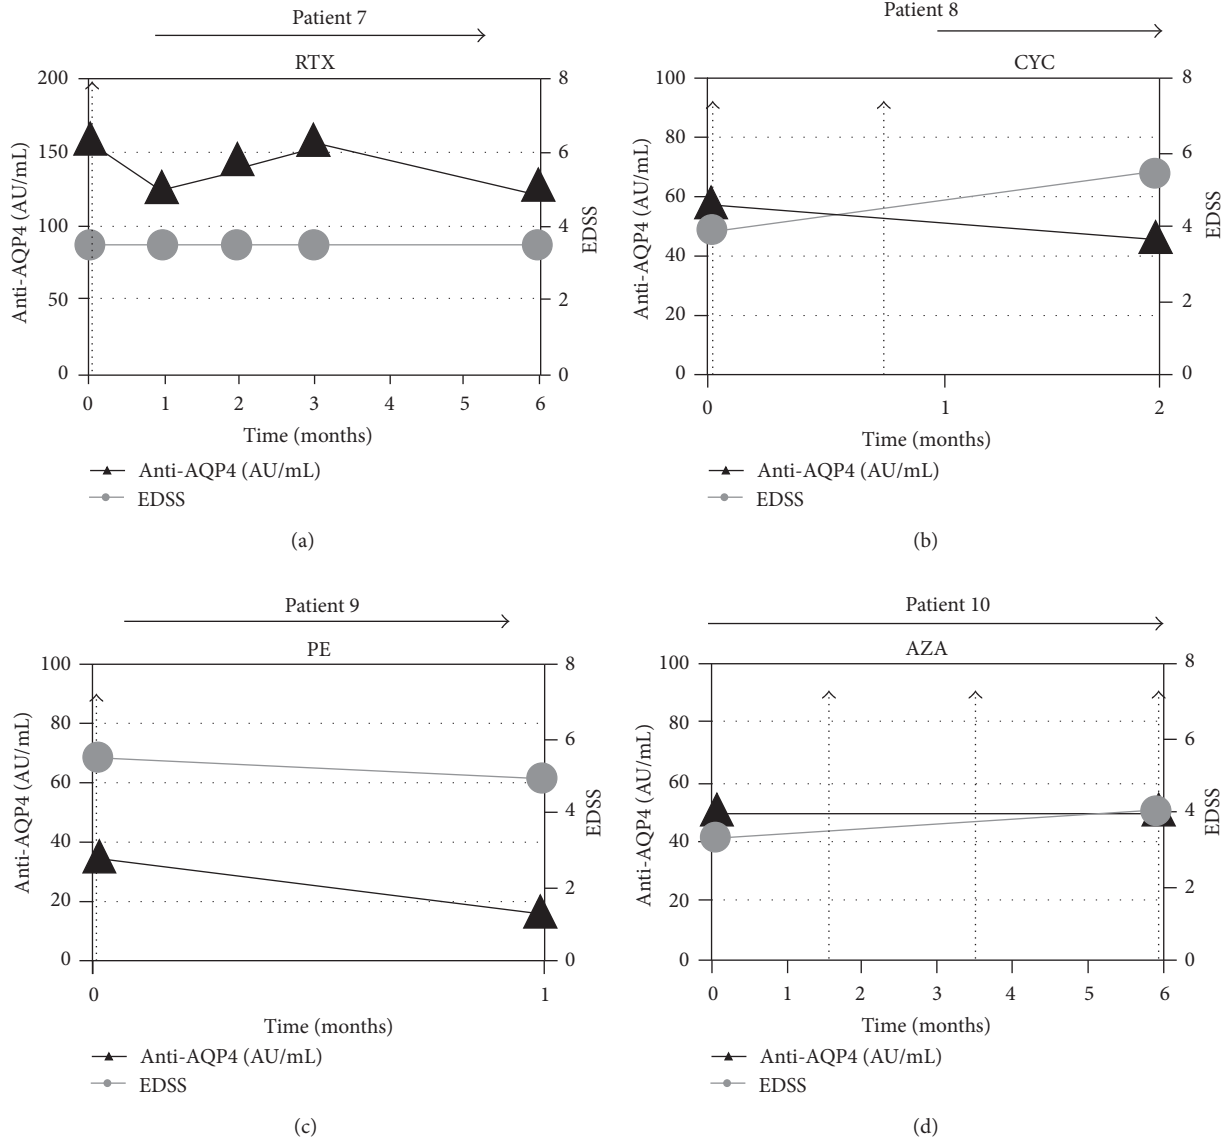 Patient 7
RTX
200
150
100
50
0
8
6
4
2
0
Anti-AQP4 (AU/mL)
EDSS
0 1 2 3 4 5 6
Time (months)
Anti-AQP4 (AU/mL)
EDSS
(a)
Patient 8
CYC
100
80
60
40
20
0
8
6
4
2
0
Anti-AQP4 (AU/mL)
EDSS
0 1 2
Time (months)
Anti-AQP4 (AU/mL)
EDSS
(b)
Patient 9
PE
100
80
60
40
20
0
8
6
4
2
0
Anti-AQP4 (AU/mL)
EDSS
0 1
Time (months)
Anti-AQP4 (AU/mL)
EDSS
(c)
Patient 10
AZA
100
80
60
40
20
0
8
6
4
2
0
Anti-AQP4 (AU/mL)
EDSS
0 1 2 3 4 5 6
Time (months)
Anti-AQP4 (AU/mL)
EDSS
(d)